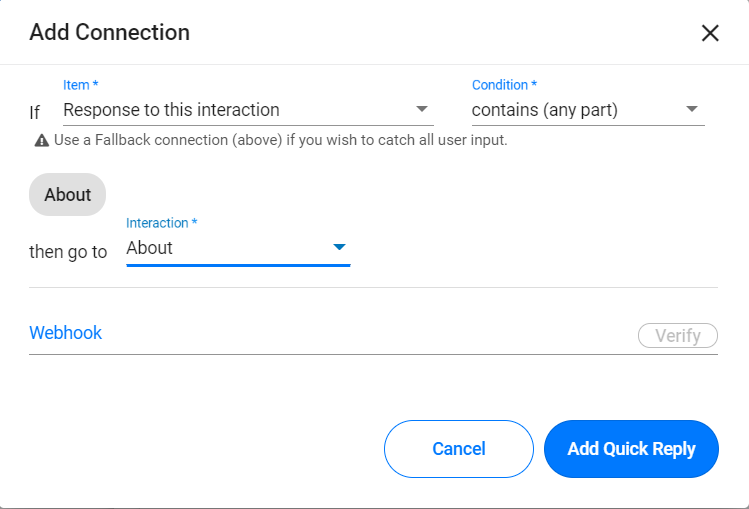 Add Connection
Item *
Condition *
If Response to this interaction contains (any part)
Use a Fallback connection (above) if you wish to catch all user input.
About
Interaction *
then go to About
Webhook Verify
Cancel Add Quick Reply